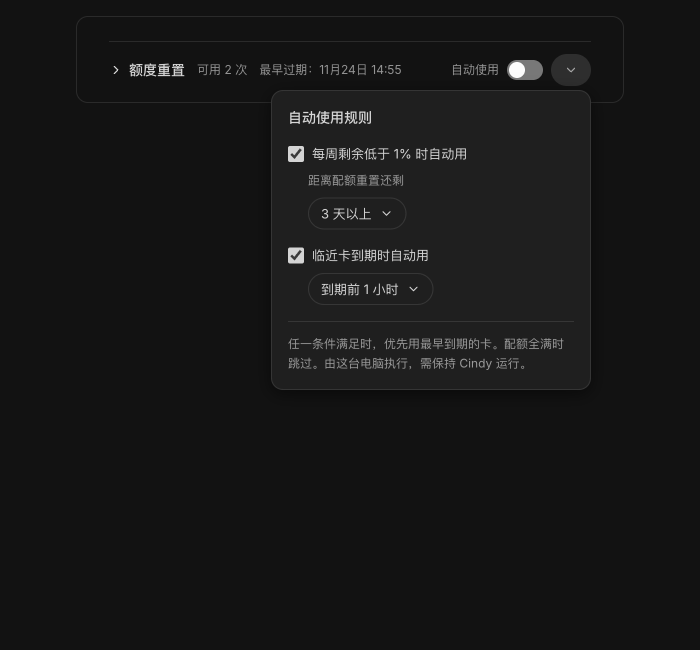 额度重置 可用 2 次 最早过期：11月24日 14:55 自动使用
自动使用规则
每周剩余低于 1% 时自动用
距离配额重置还剩
3 天以上
临近卡到期时自动用
到期前 1 小时
任一条件满足时，优先用最早到期的卡。配额全满时
跳过。由这台电脑执行，需保持 Cindy 运行。